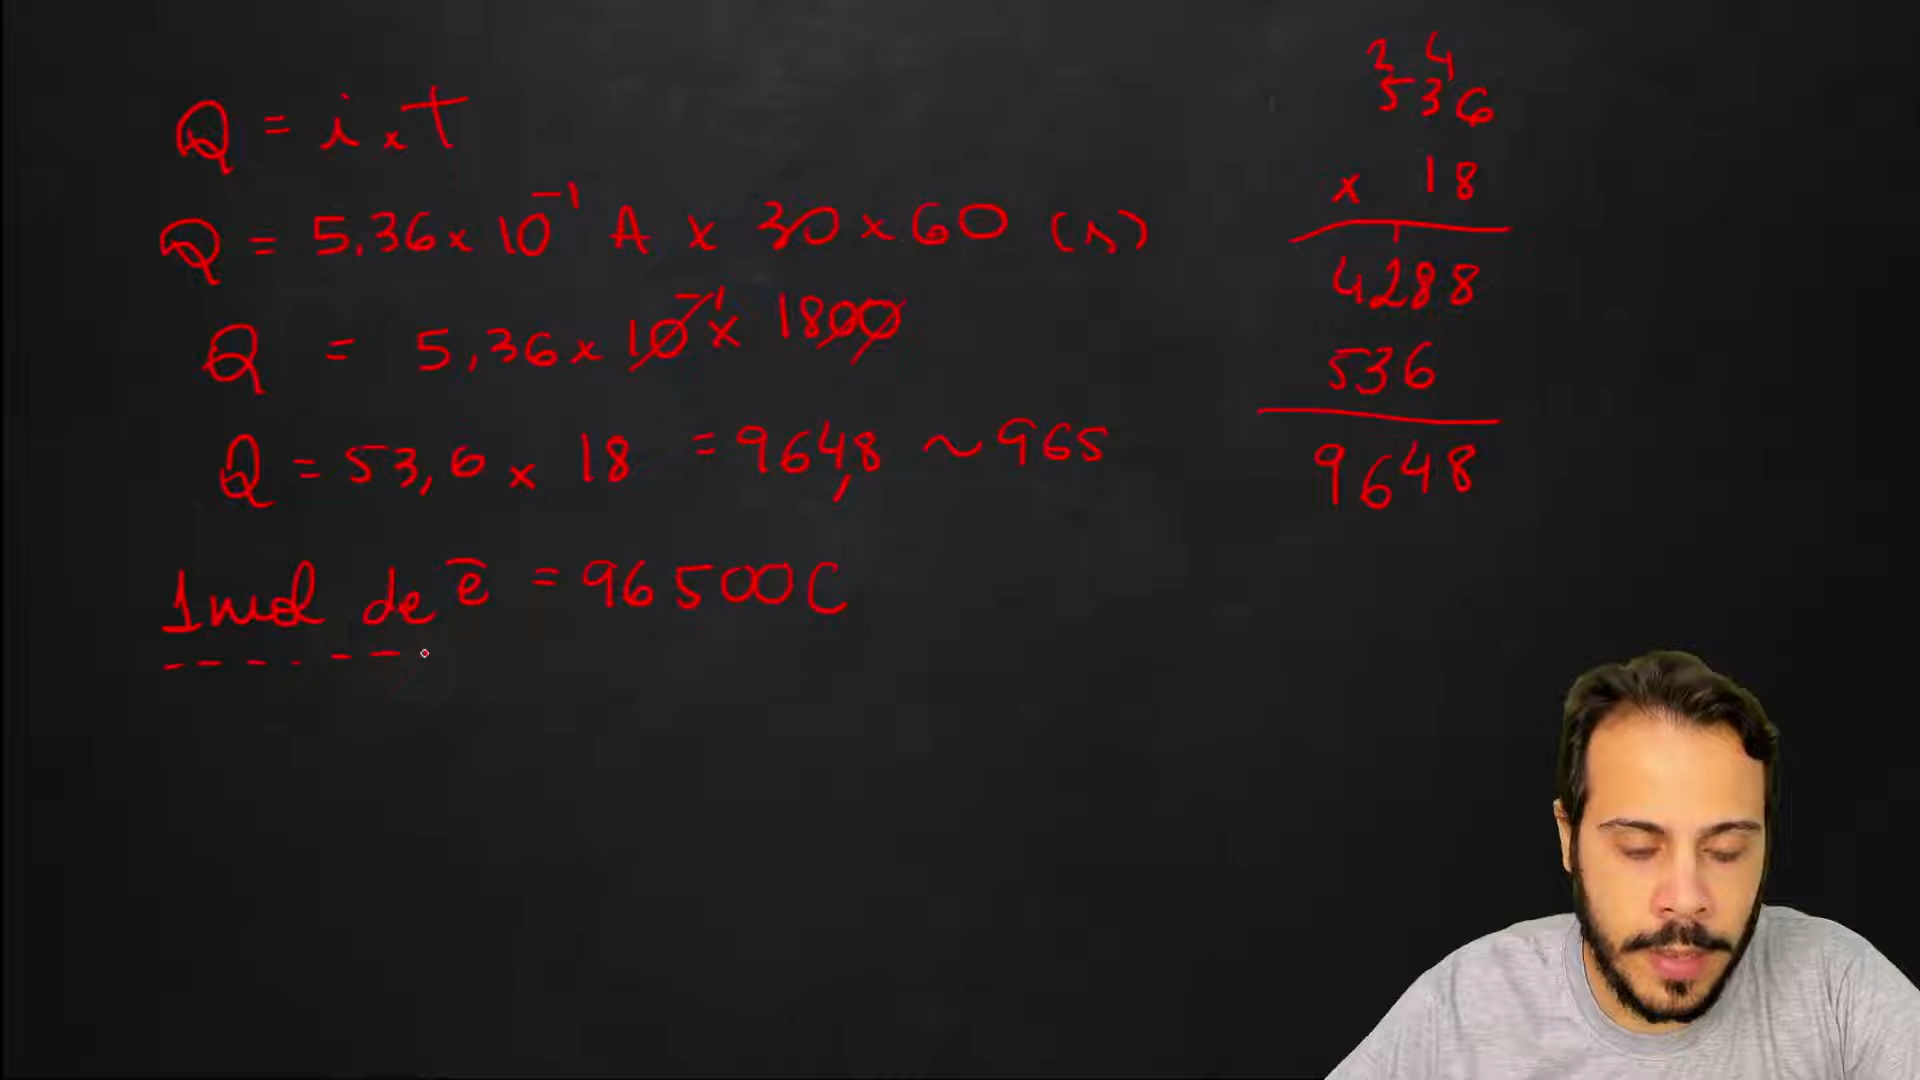 Q = i x t
Q = 5,36 x 10⁻¹ A x 30 x 60 (s)
Q = 5,36 x 10⁻¹ x 1800
Q = 53,6 x 18 = 964,8 ~ 965
1 mol de e̅ = 96500 C
2 4
536
x 18
1
4288
536
9648